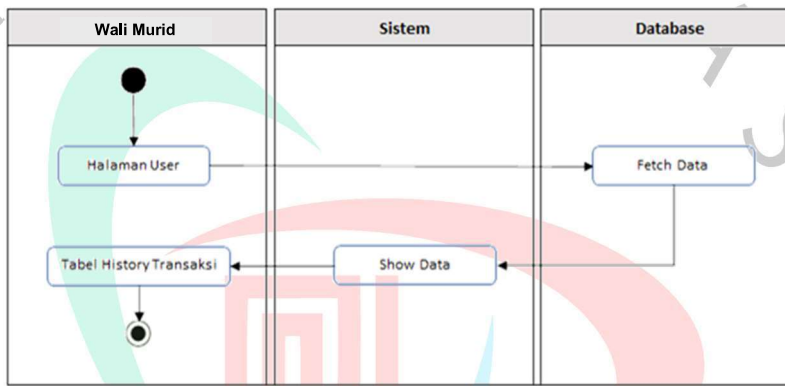 Wali Murid
Sistem
Database
Halaman User
Fetch Data
Tabel History Transaksi
Show Data